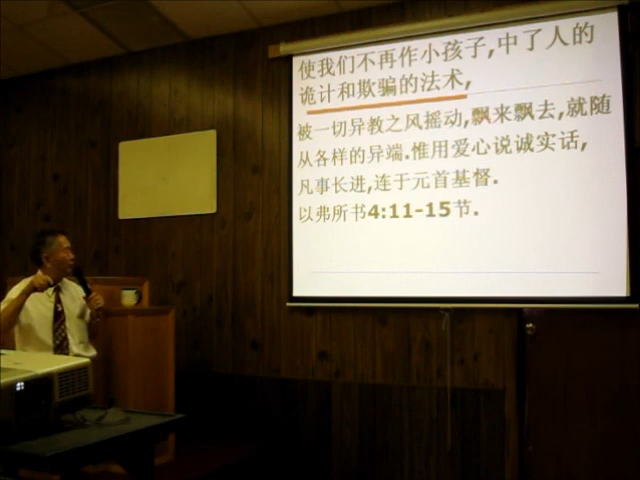 使我们不再作小孩子,中了人的
诡计和欺骗的法术,
被一切异教之风摇动,飘来飘去,就随
从各样的异端.惟用爱心说诚实话,
凡事长进,连于元首基督.
以弗所书4:11-15节.